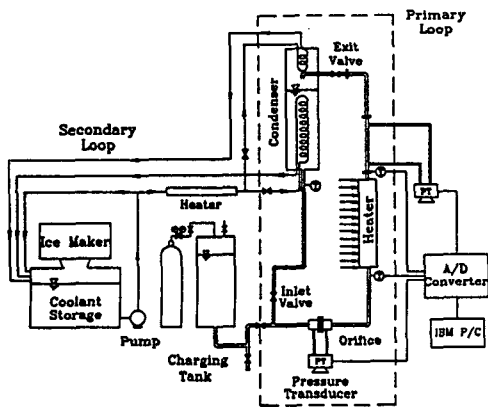 Primary
Loop
Exit
Valve
Condenser
Secondary
Loop
Heatar
PT
Heater
Ice Maker
A/D
Converter
Coolant
Storage
Inlet
Valve
Pump
Orifice
IBM P/C
Charging
Tank
PT
Pressure
Transducer
T
T
T